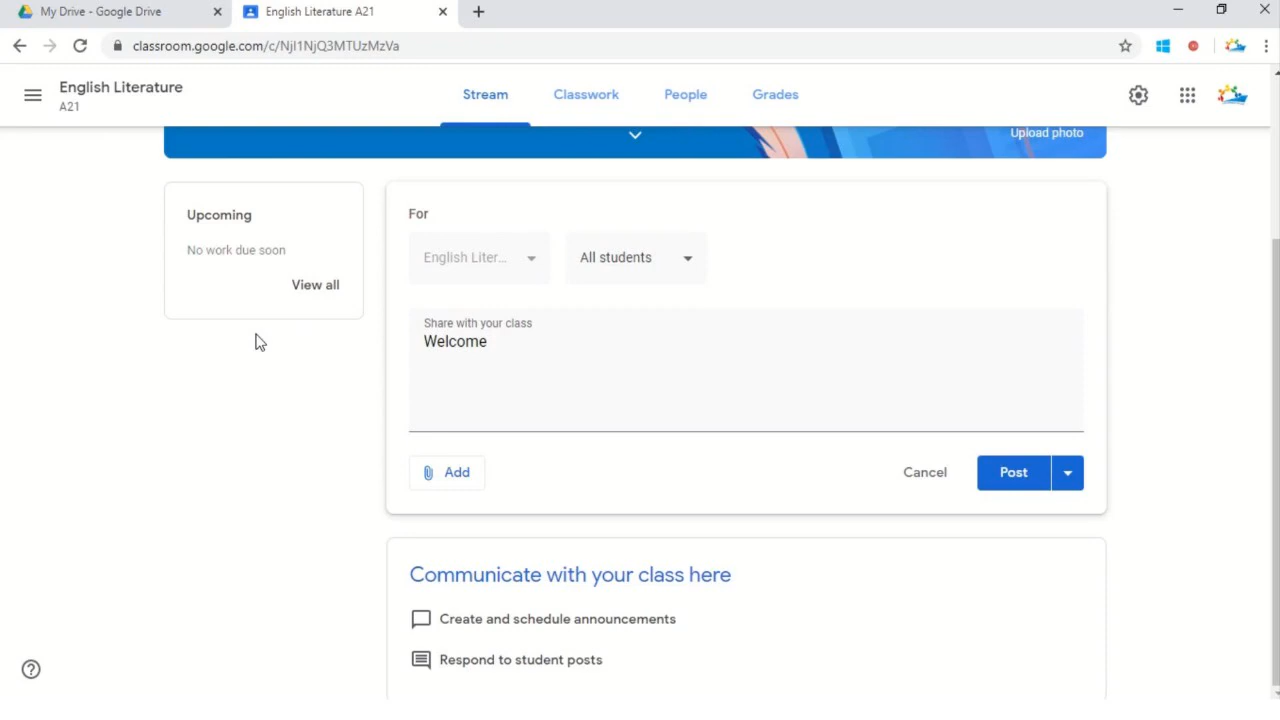 My Drive - Google Drive
English Literature A21
classroom.google.com/c/NjI1NjQ3MTUzMzVa
English Literature
A21
Stream
Classwork
People
Grades
Upload photo
Upcoming
No work due soon
View all
For
English Liter...
All students
Share with your class
Welcome
Add
Cancel
Post
Communicate with your class here
Create and schedule announcements
Respond to student posts